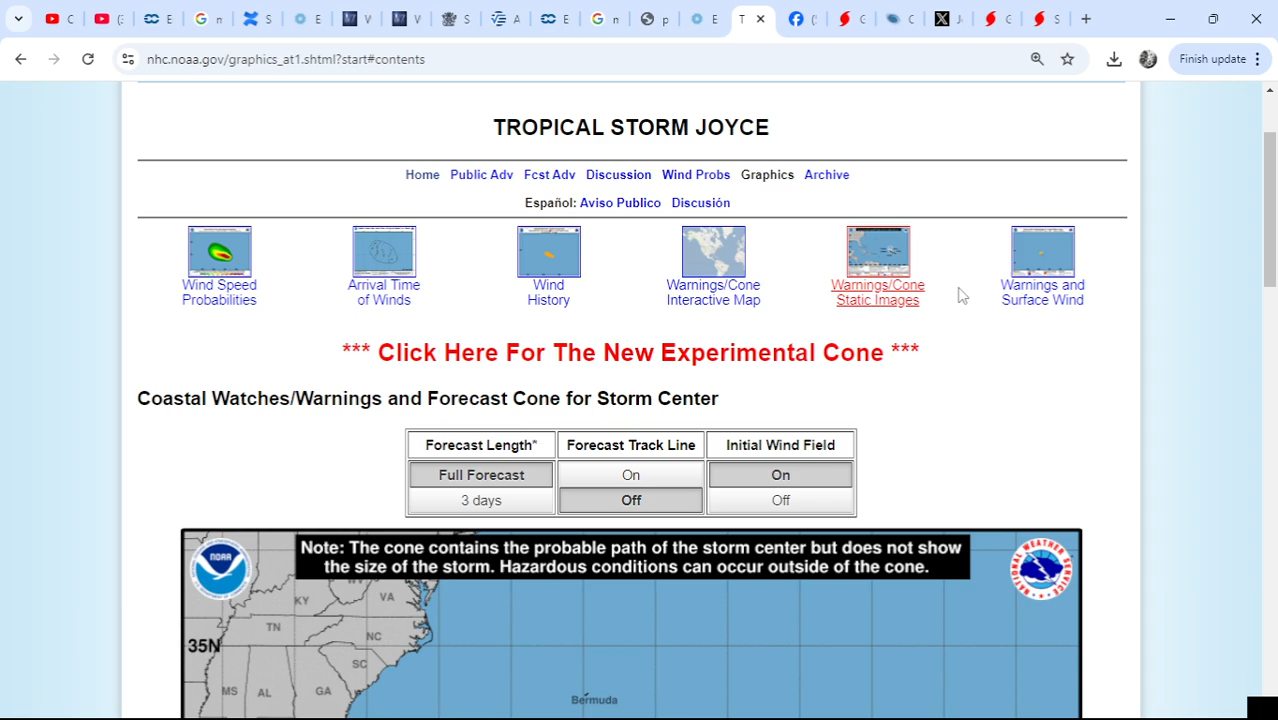 C
(
E
n
S
E
V
V
S
A
E
n
p
E
T
(
C
C
J
C
S
nhc.noaa.gov/graphics_at1.shtml?start#contents
Finish update
TROPICAL STORM JOYCE
Home Public Adv Fcst Adv Discussion Wind Probs Graphics Archive
Español: Aviso Publico Discusión
Wind Speed
Probabilities
Arrival Time
of Winds
Wind
History
Warnings/Cone
Interactive Map
Warnings/Cone
Static Images
Warnings and
Surface Wind
*** Click Here For The New Experimental Cone ***
Coastal Watches/Warnings and Forecast Cone for Storm Center
Forecast Length* Forecast Track Line Initial Wind Field
Full Forecast On On
3 days Off Off
NOAA
Note: The cone contains the probable path of the storm center but does not show
the size of the storm. Hazardous conditions can occur outside of the cone.
NATIONAL WEATHER SERVICE
KY VA
TN NC
35N
SC
MS AL GA
Bermuda